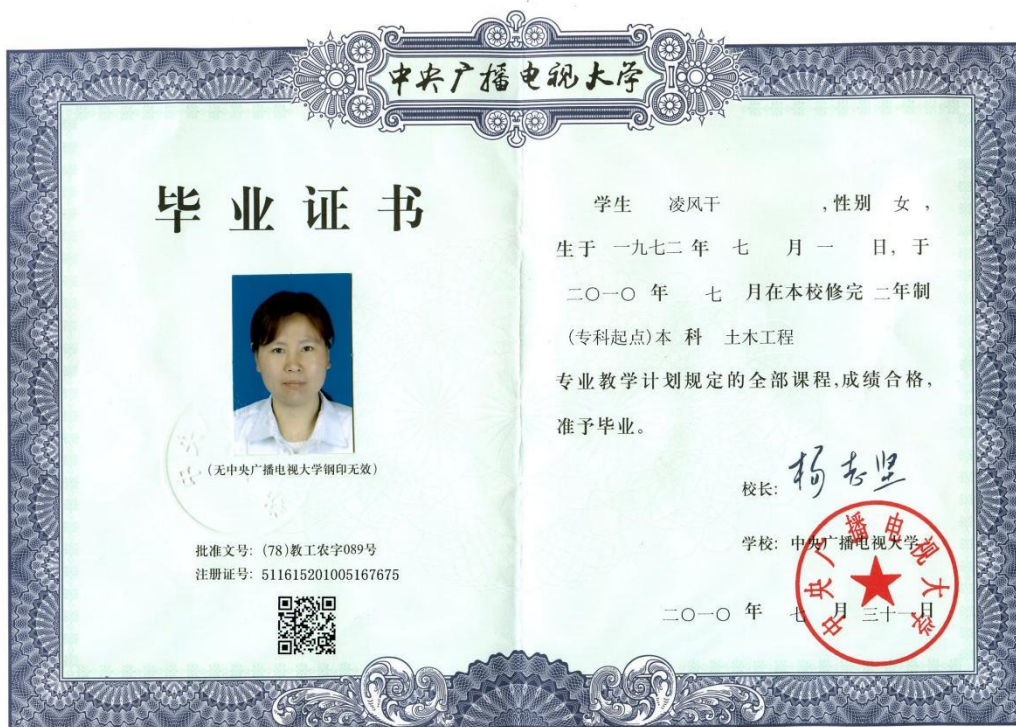 中央广播电视大学
毕业证书
(无中央广播电视大学钢印无效)
批准文号: (78)教工农字089号
注册证号: 511615201005167675
学生 凌风干 ,性别 女,
生于 一九七二 年 七 月 一 日, 于
二〇一〇 年 七 月在本校修完 二年制
(专科起点)本 科 土木工程
专业教学计划规定的全部课程,成绩合格,
准予毕业。
校长: 杨志坚
学校: 中央广播电视大学
二〇一〇 年 七 月 三十一日
中央广播电视大学